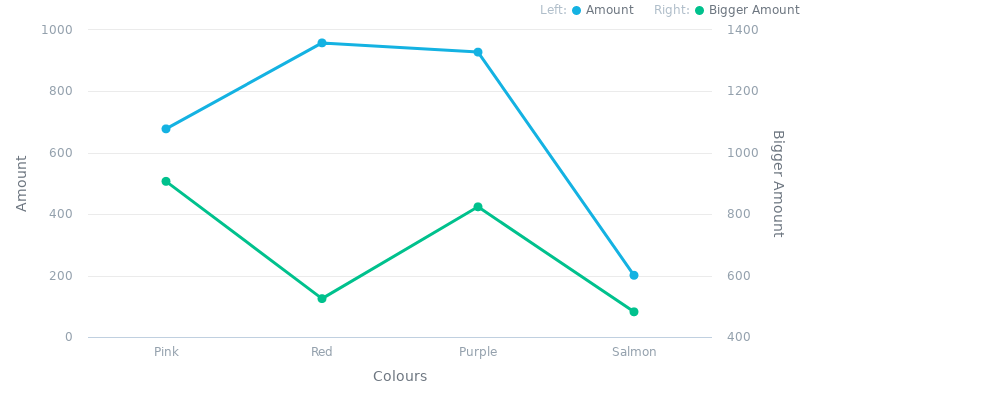 Left: Amount Right: Bigger Amount
1000 1400
800 1200
600 1000
400 800
200 600
0 400
Amount
Bigger Amount
Pink Red Purple Salmon
Colours